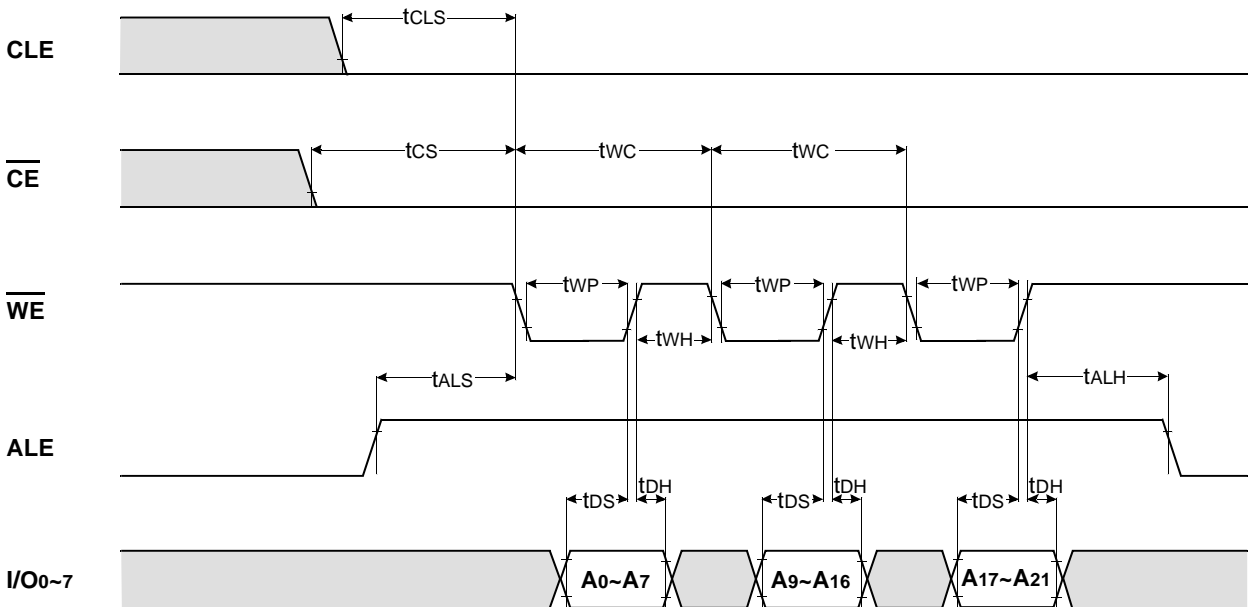 tCLS
CLE
tCS tWC tWC
CE
tWP tWP tWP
WE
tWH tWH
tALS tALH
ALE
tDS tDH tDS tDH tDS tDH
I/O0~7 A0~A7 A9~A16 A17~A21